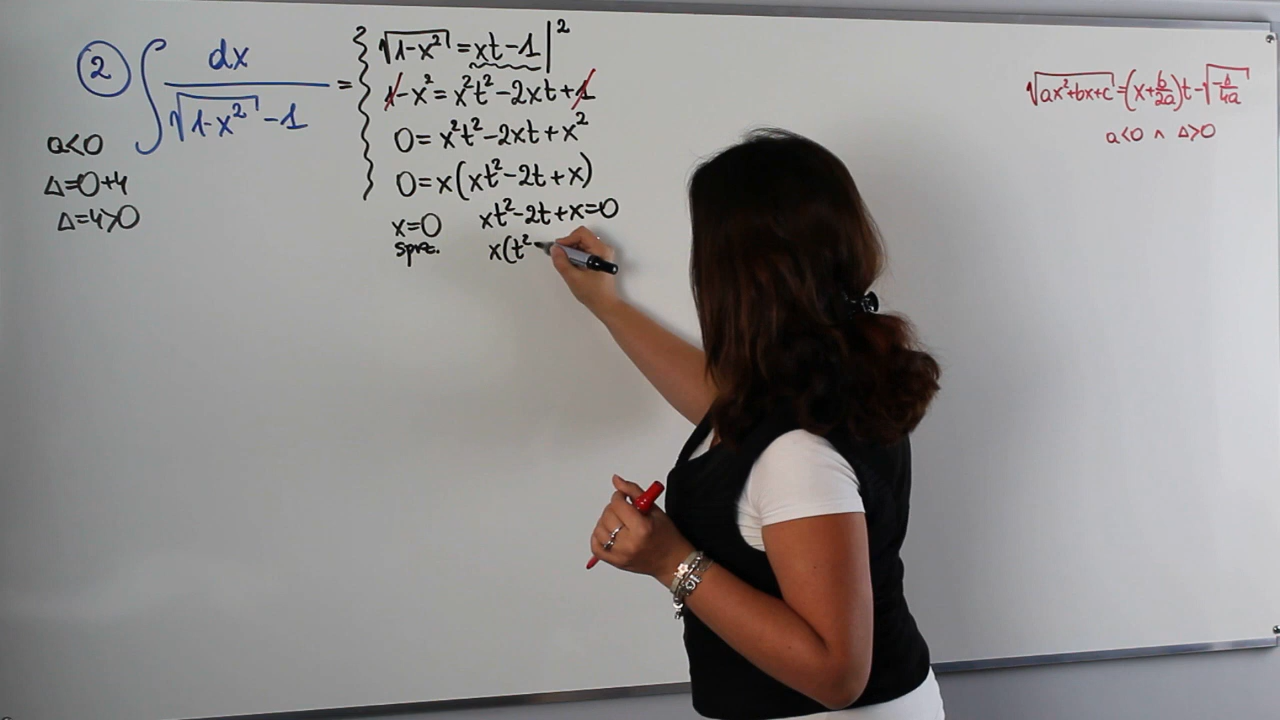 ② ∫ dx / (√(1-x²) - 1) =
a<0
Δ=0+4
Δ=4>0
√(1-x²) = xt-1 |²
1-x² = x²t² - 2xt + 1
0 = x²t² - 2xt + x²
0 = x(xt² - 2t + x)
x=0 xt² - 2t + x = 0
sprz. x(t²
√(ax²+bx+c) = (x + b/2a)t - √(-Δ/4a)
a<0 ∧ Δ>0